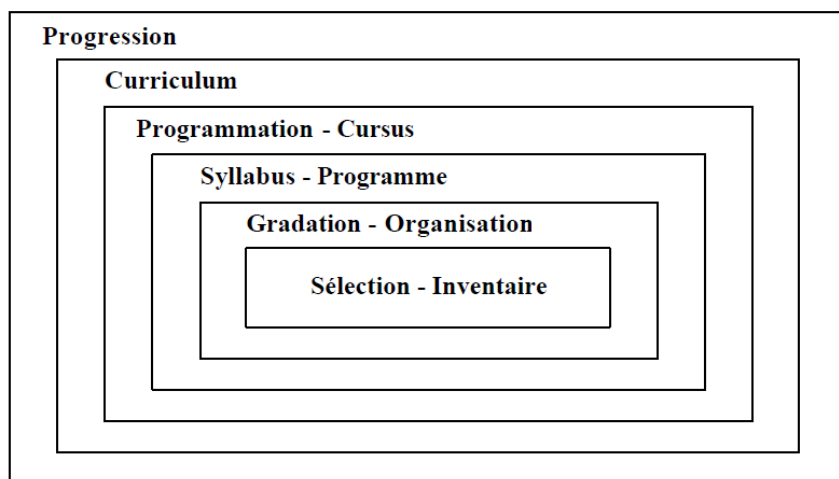 Progression
Curriculum
Programmation - Cursus
Syllabus - Programme
Gradation - Organisation
Sélection - Inventaire